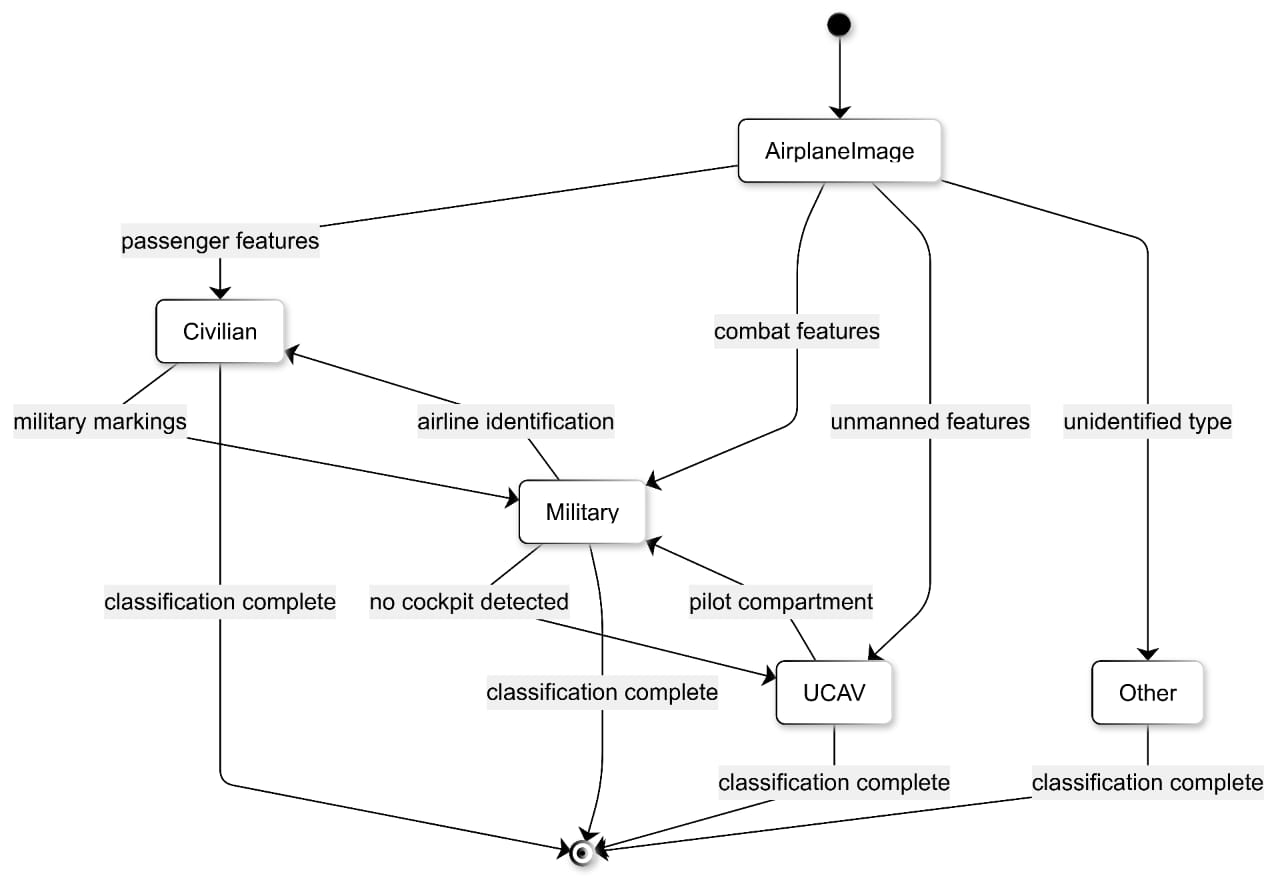 AirplaneImage
passenger features
Civilian
combat features
military markings
airline identification
unmanned features
unidentified type
Military
classification complete
no cockpit detected
pilot compartment
classification complete
UCAV
Other
classification complete
classification complete